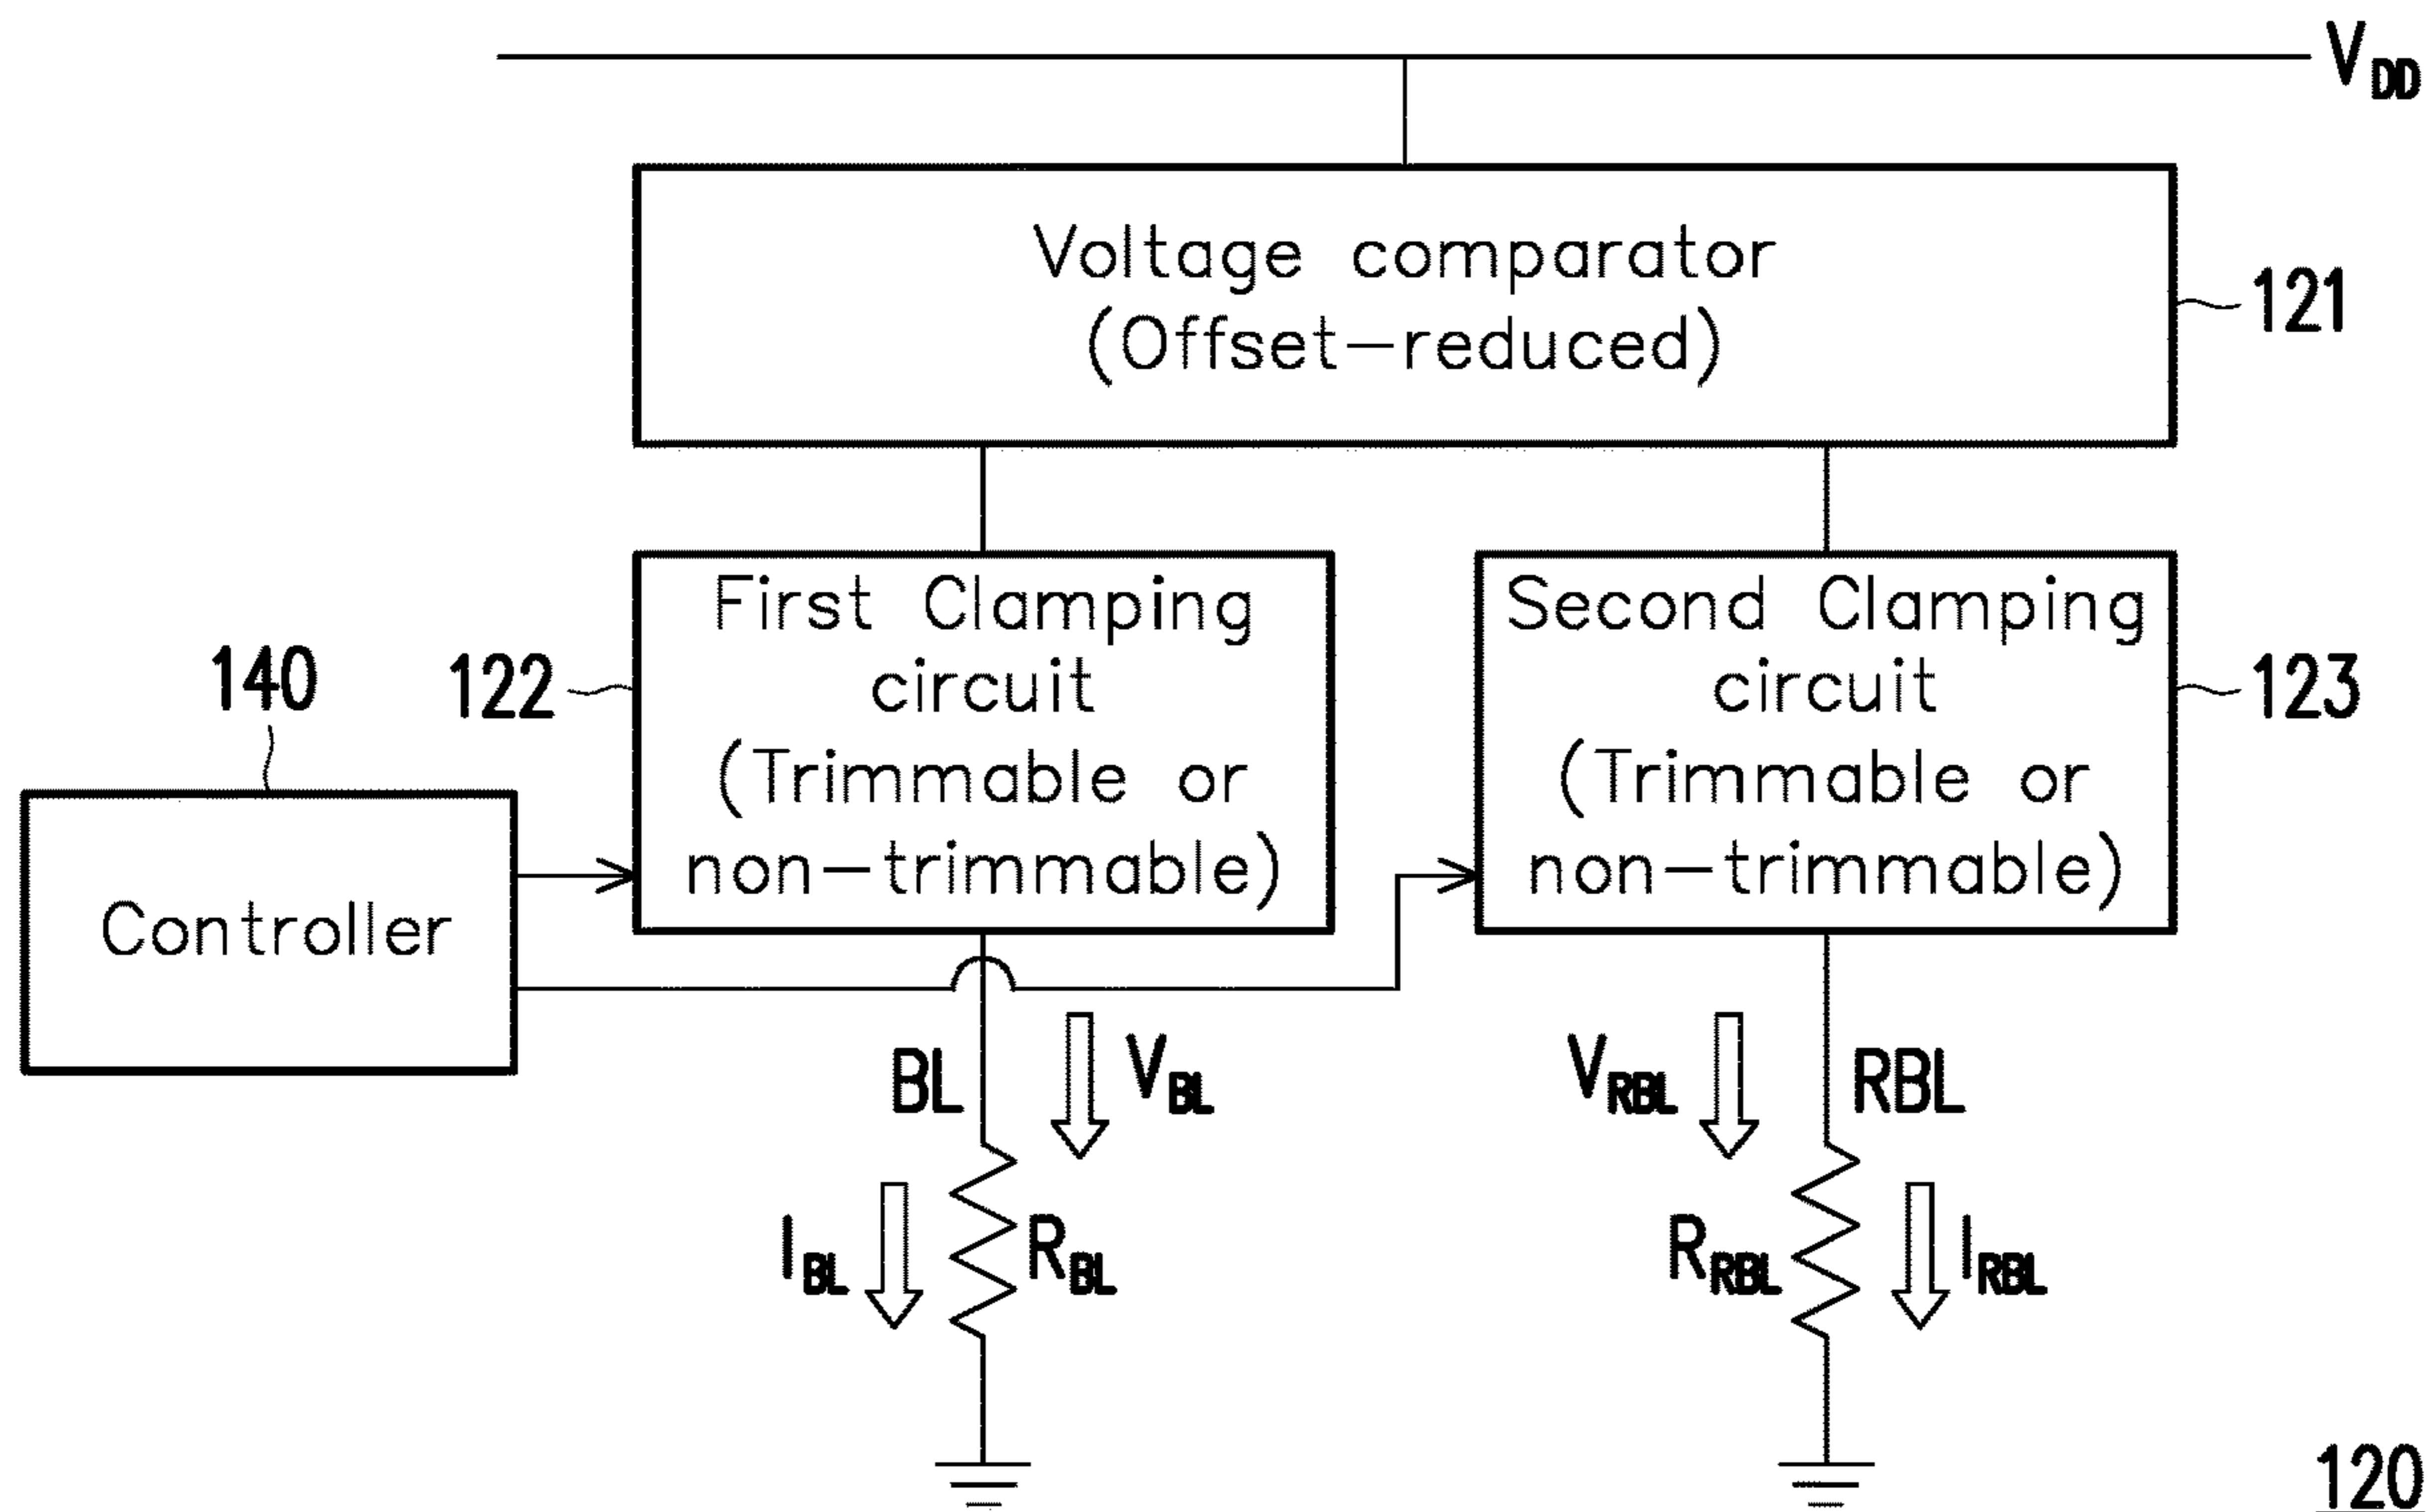 VDD
Voltage comparator
(Offset-reduced)
121
First Clamping
circuit
(Trimmable or
non-trimmable)
122
Second Clamping
circuit
(Trimmable or
non-trimmable)
123
140
Controller
BL
VBL
VRBL
RBL
IBL
RBL
RRBL
IRBL
120